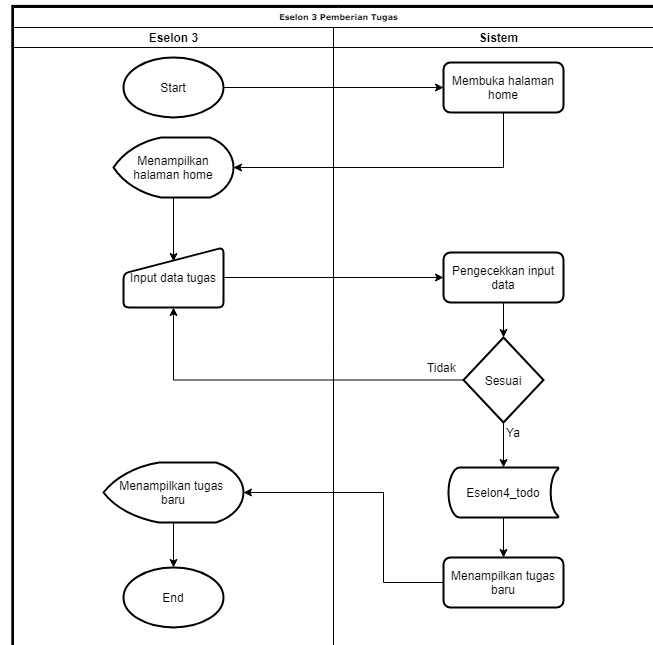 Eselon 3 Pemberian Tugas
Eselon 3
Sistem
Start
Membuka halaman
home
Menampilkan
halaman home
Input data tugas
Pengecekkan input
data
Tidak
Sesuai
Ya
Menampilkan tugas
baru
Eselon4_todo
Menampilkan tugas
baru
End